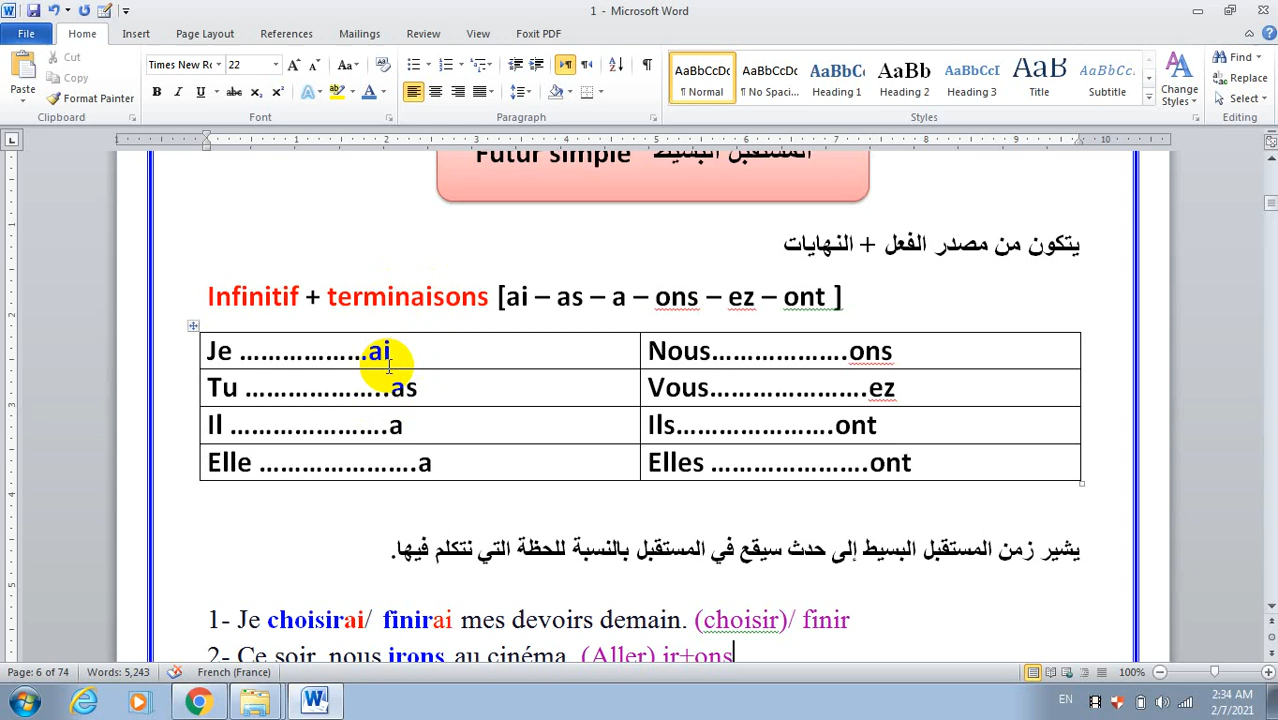 1 - Microsoft Word
File Home Insert Page Layout References Mailings Review View Foxit PDF
Paste Cut Copy Format Painter
Times New Ro 22
AaBbCcDc AaBbCcDc AaBbC AaBb AaBbCcI AaB AaBbCcL
¶ Normal ¶ No Spaci... Heading 1 Heading 2 Heading 3 Title Subtitle
Change Styles
Find Replace Select
Clipboard Font Paragraph Styles Editing
Futur simple المستقبل البسيط
يتكون من مصدر الفعل + النهايات
Infinitif + terminaisons [ai – as – a – ons – ez – ont ]
Je ……………….ai Nous……………….ons
Tu ………………..as Vous………………….ez
Il ………………….a Ils………………….ont
Elle ………………….a Elles ………………….ont
يشير زمن المستقبل البسيط إلى حدث سيقع في المستقبل بالنسبة للحظة التي نتكلم فيها.
1- Je choisirai/ finirai mes devoirs demain. (choisir)/ finir
2- Ce soir, nous irons au cinéma. (Aller) ir+ons
Page: 6 of 74 Words: 5,243 French (France) 100%
EN 2:34 AM
2/7/2021